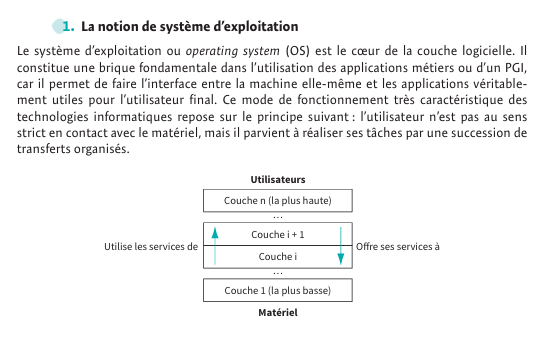 1. La notion de système d’exploitation
Le système d’exploitation ou operating system (OS) est le cœur de la couche logicielle. Il
constitue une brique fondamentale dans l’utilisation des applications métiers ou d’un PGI,
car il permet de faire l’interface entre la machine elle-même et les applications véritable-
ment utiles pour l’utilisateur final. Ce mode de fonctionnement très caractéristique des
technologies informatiques repose sur le principe suivant : l’utilisateur n’est pas au sens
strict en contact avec le matériel, mais il parvient à réaliser ses tâches par une succession de
transferts organisés.
Utilisateurs
Couche n (la plus haute)
...
Couche i + 1
Utilise les services de
Offre ses services à
Couche i
...
Couche 1 (la plus basse)
Matériel